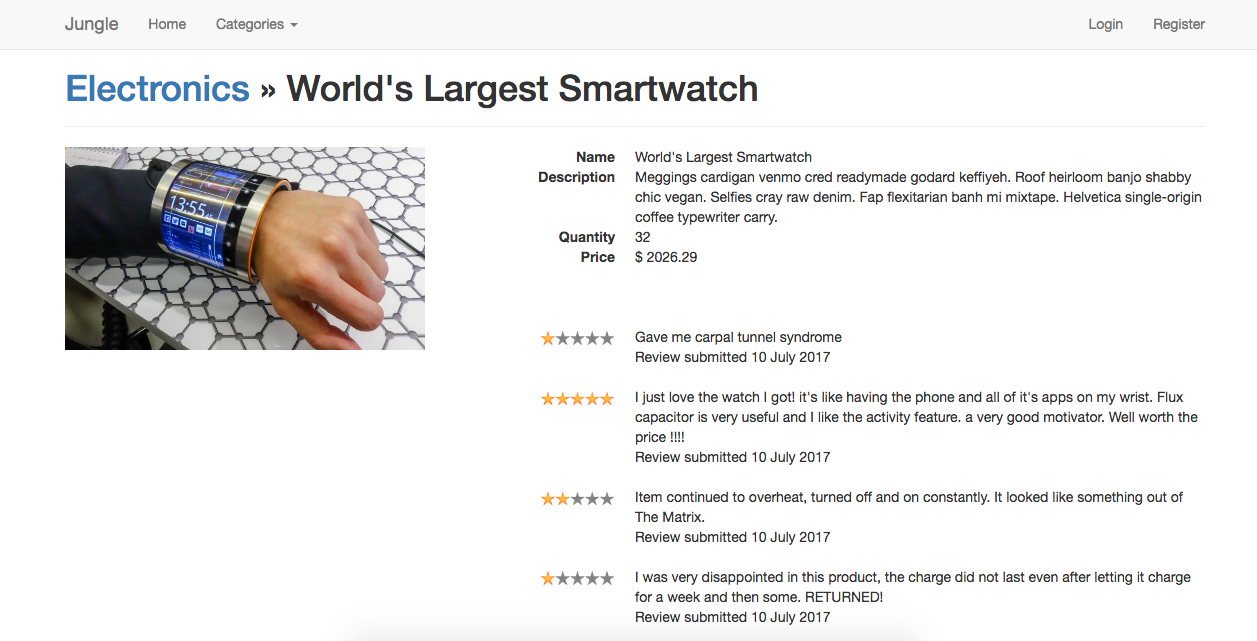 Jungle Home Categories Login Register
Electronics » World's Largest Smartwatch
13:55
Name World's Largest Smartwatch
Description Meggings cardigan venmo cred readymade godard keffiyeh. Roof heirloom banjo shabby
chic vegan. Selfies cray raw denim. Fap flexitarian banh mi mixtape. Helvetica single-origin
coffee typewriter carry.
Quantity 32
Price $ 2026.29
Gave me carpal tunnel syndrome
Review submitted 10 July 2017
I just love the watch I got! it's like having the phone and all of it's apps on my wrist. Flux
capacitor is very useful and I like the activity feature. a very good motivator. Well worth the
price !!!!
Review submitted 10 July 2017
Item continued to overheat, turned off and on constantly. It looked like something out of
The Matrix.
Review submitted 10 July 2017
I was very disappointed in this product, the charge did not last even after letting it charge
for a week and then some. RETURNED!
Review submitted 10 July 2017